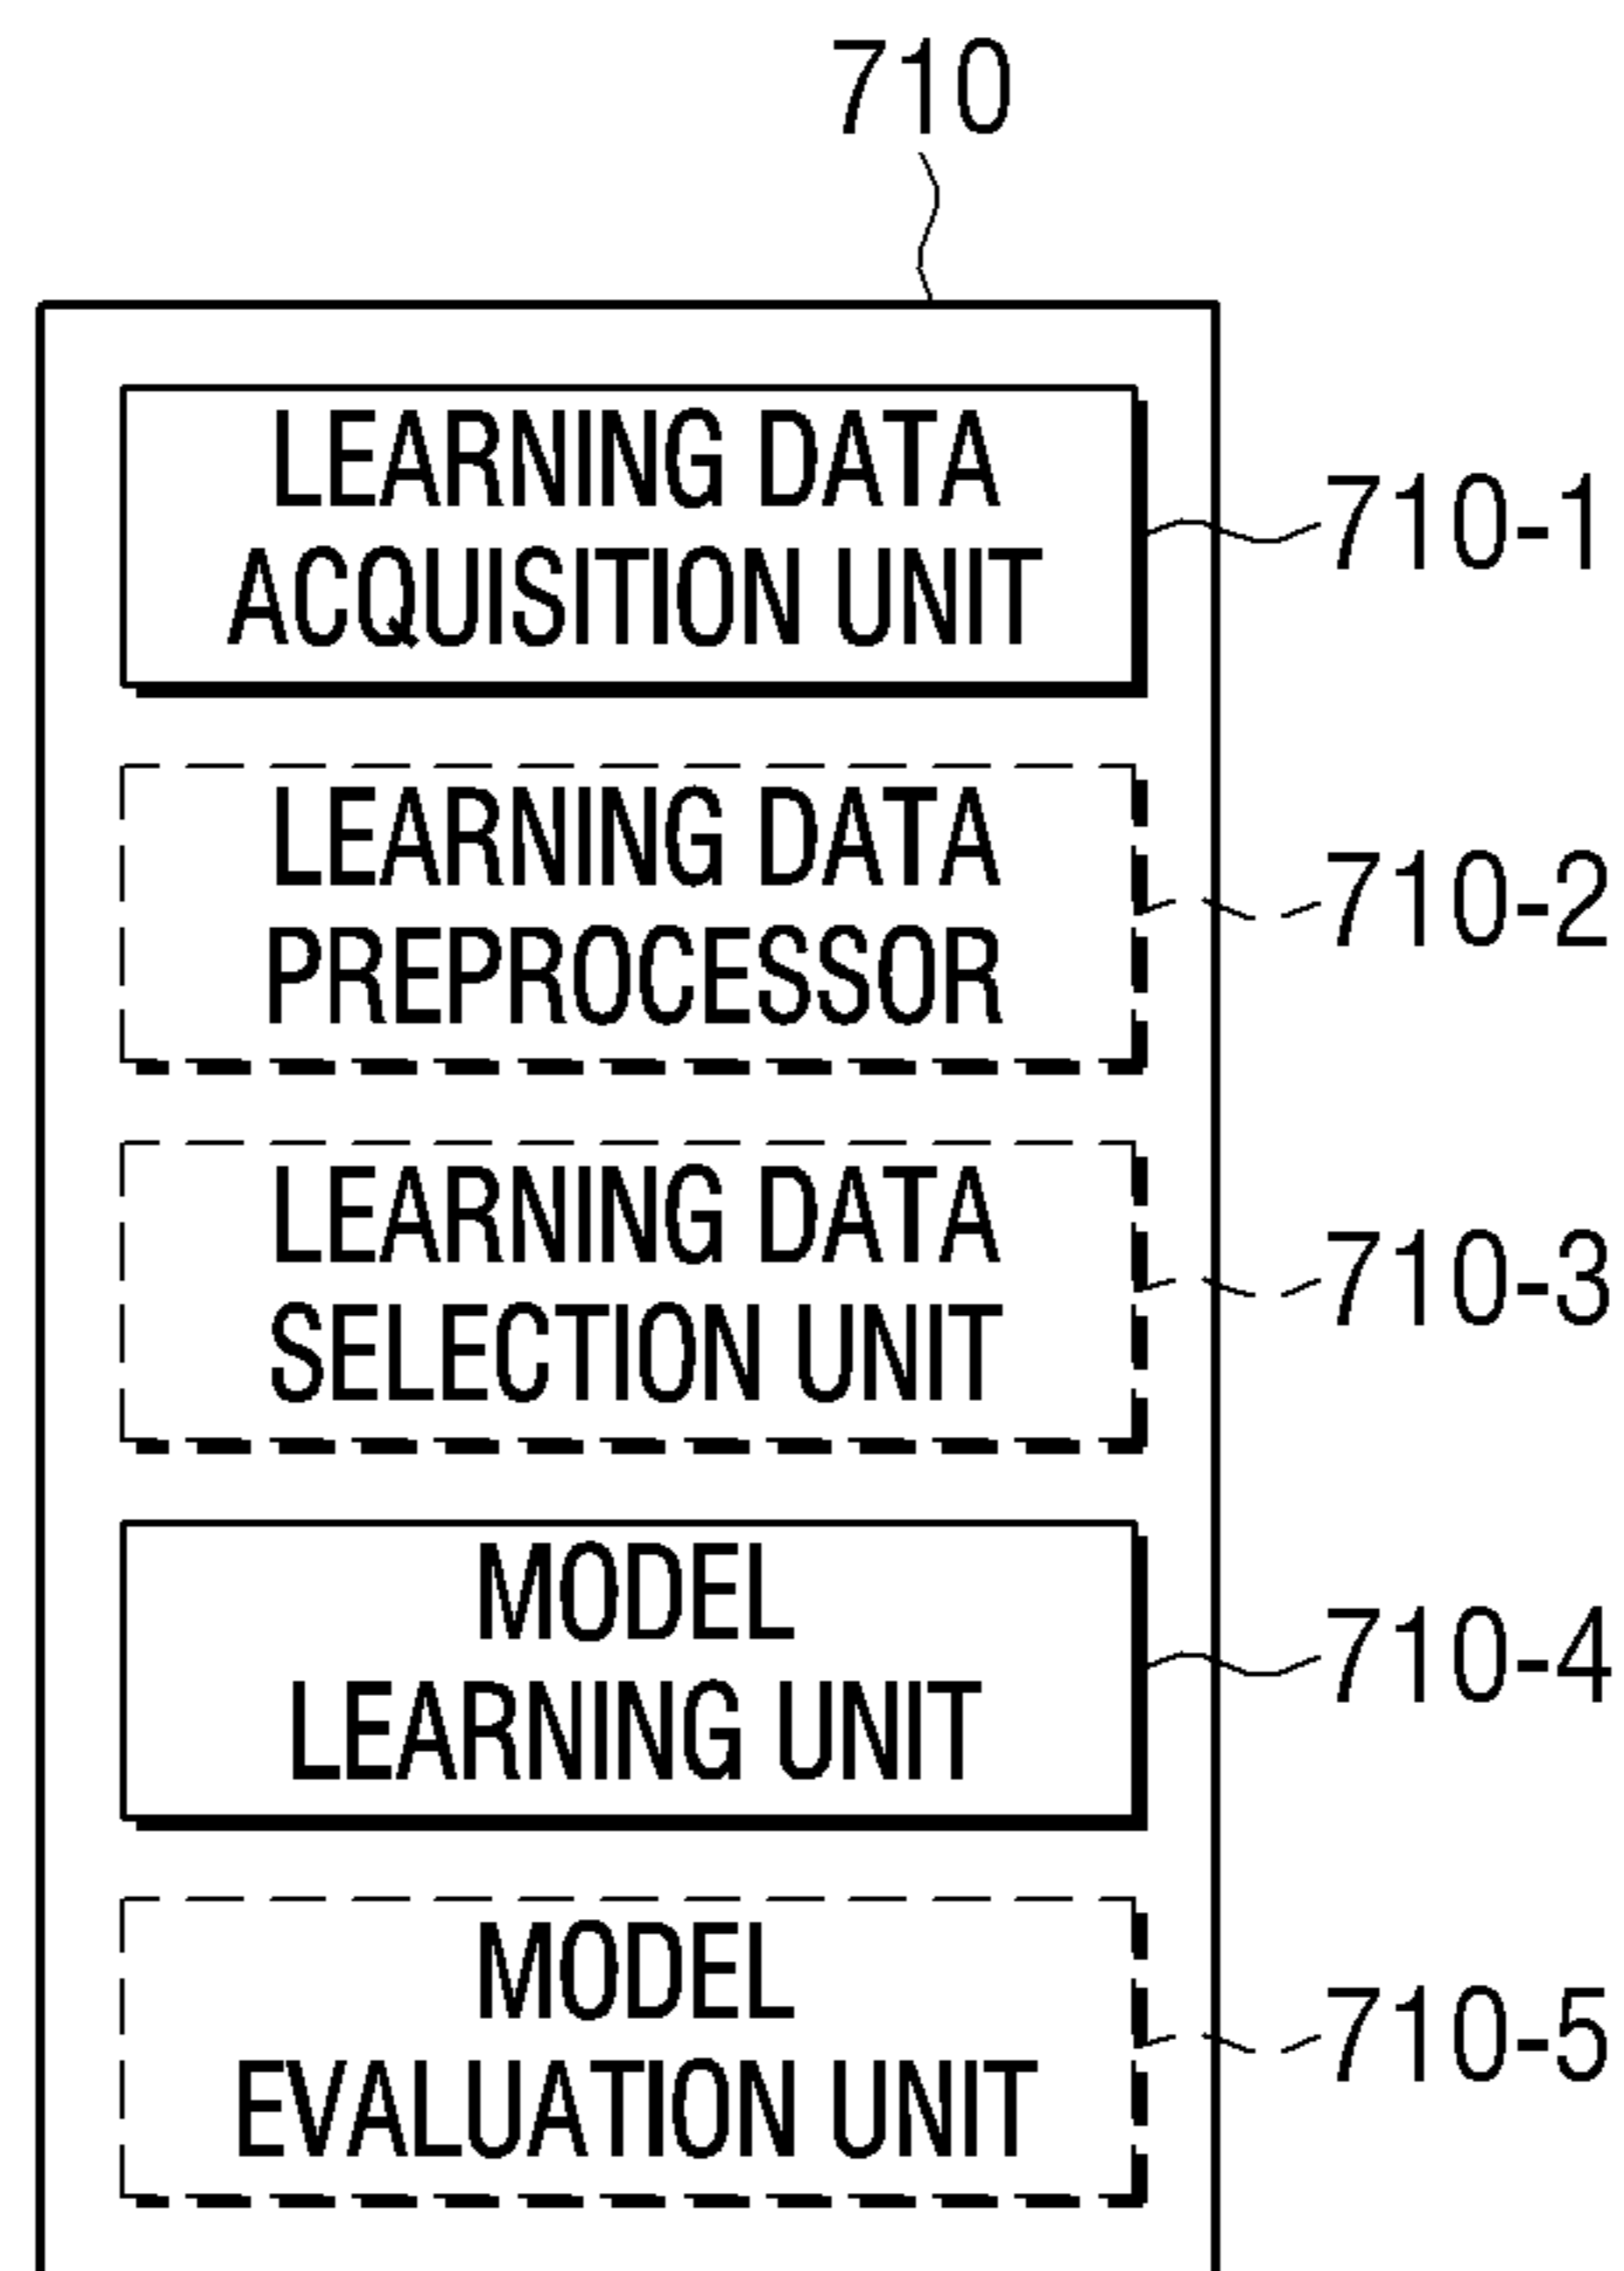 710
LEARNING DATA
ACQUISITION UNIT
710-1
LEARNING DATA
PREPROCESSOR
710-2
LEARNING DATA
SELECTION UNIT
710-3
MODEL
LEARNING UNIT
710-4
MODEL
EVALUATION UNIT
710-5